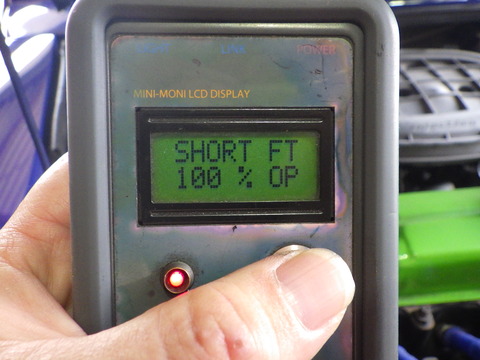 POWER
MINI-MONI LCD DISPLAY
SHORT FT
100 % OP